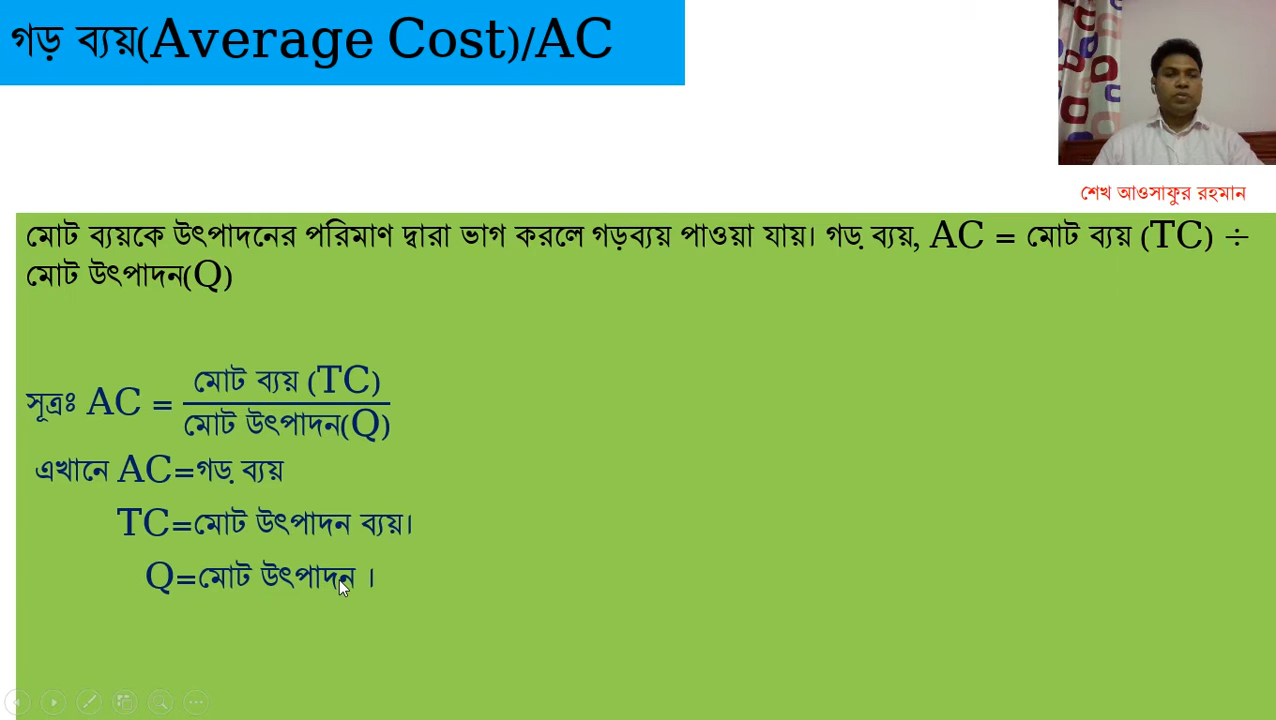 গড় ব্যয়(Average Cost)/AC
শেখ আওসাফুর রহমান
মোট ব্যয়কে উৎপাদনের পরিমাণ দ্বারা ভাগ করলে গড়ব্যয় পাওয়া যায়। গড় ব্যয়, AC = মোট ব্যয় (TC) ÷
মোট উৎপাদন(Q)
সূত্রঃ AC = মোট ব্যয় (TC)
মোট উৎপাদন(Q)
এখানে AC=গড় ব্যয়
TC=মোট উৎপাদন ব্যয়।
Q=মোট উৎপাদন ।